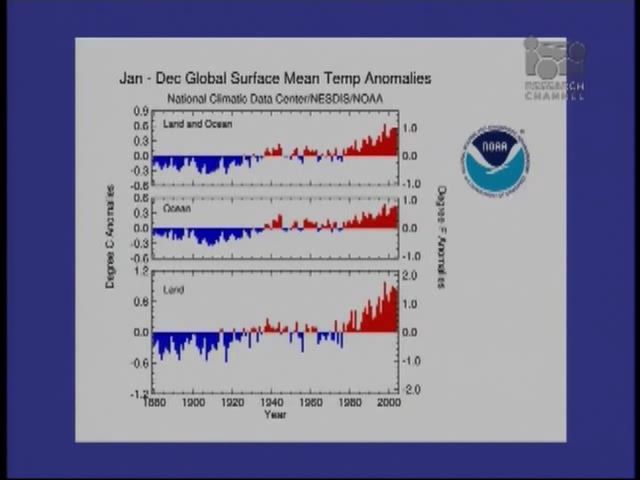 RESEARCH
CHANNEL
Jan - Dec Global Surface Mean Temp Anomalies
National Climatic Data Center/NESDIS/NOAA
NOAA
Land and Ocean
0.9
0.6
0.3
0.0
-0.3
-0.6
1.0
0.0
-1.0
Ocean
0.6
0.3
0.0
-0.3
-0.6
1.0
0.0
-1.0
Land
1.2
0.6
0.0
-0.6
-1.2
2.0
1.0
0.0
-1.0
-2.0
Degree C Anomalies
Degree F Anomalies
1880 1900 1920 1940 1960 1980 2000
Year